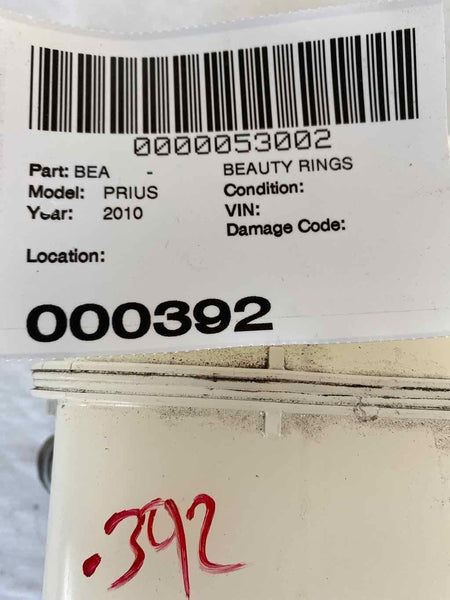 0000053002
Part: BEA - BEAUTY RINGS
Model: PRIUS Condition:
Year: 2010 VIN:
Damage Code:
Location:
000392
.392